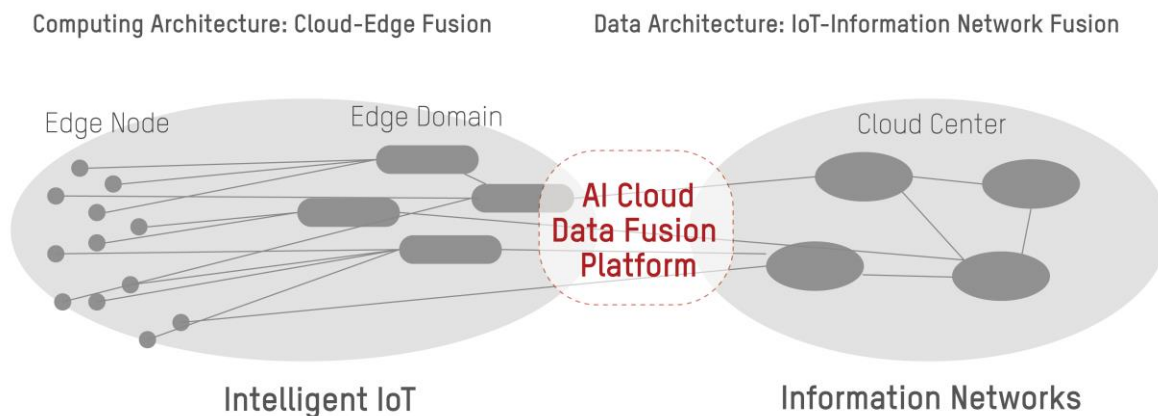 Computing Architecture: Cloud-Edge Fusion
Data Architecture: IoT-Information Network Fusion
Edge Node
Edge Domain
Cloud Center
AI Cloud
Data Fusion
Platform
Intelligent IoT
Information Networks